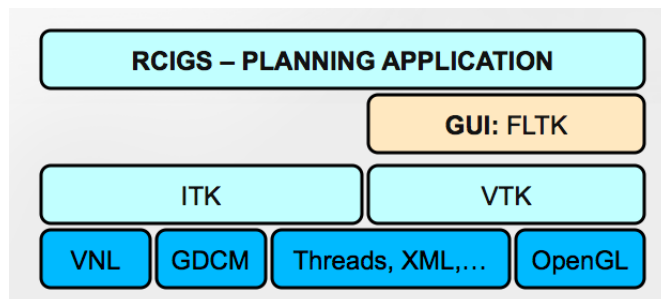 RCIGS – PLANNING APPLICATION
GUI: FLTK
ITK
VTK
VNL
GDCM
Threads, XML,...
OpenGL